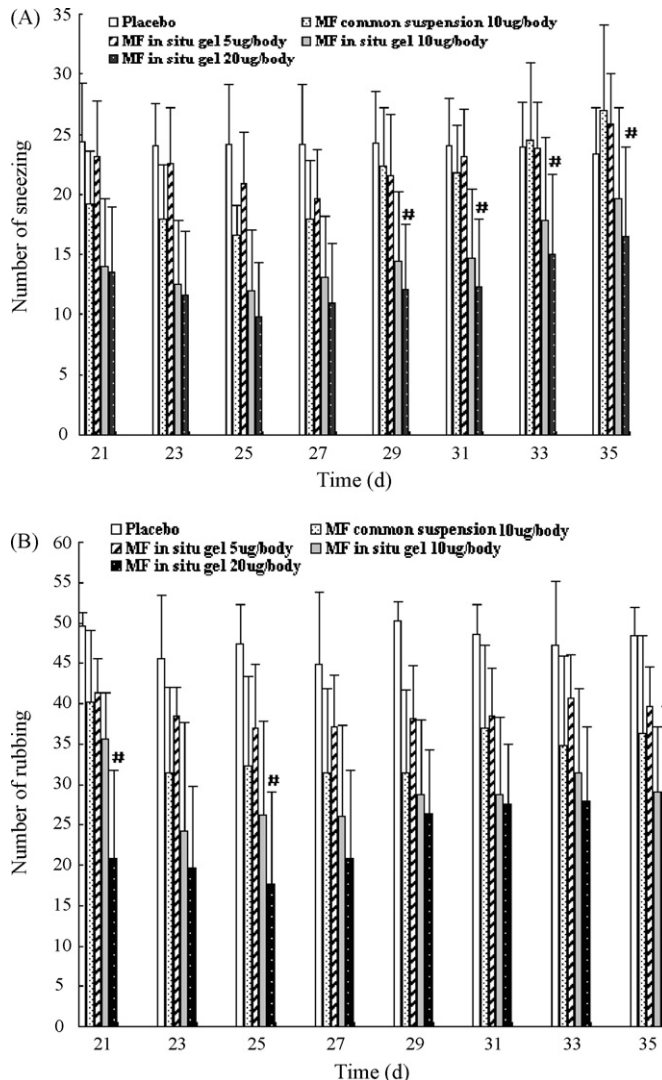 (A)
Placebo MF common suspension 10ug/body
MF in situ gel 5ug/body MF in situ gel 10ug/body
MF in situ gel 20ug/body
Number of sneezing
35
30
25
20
15
10
5
0
# # # #
21 23 25 27 29 31 33 35
Time (d)
(B)
Placebo MF common suspension 10ug/body
MF in situ gel 5ug/body MF in situ gel 10ug/body
MF in situ gel 20ug/body
Number of rubbing
60
55
50
45
40
35
30
25
20
15
10
5
0
# #
21 23 25 27 29 31 33 35
Time (d)